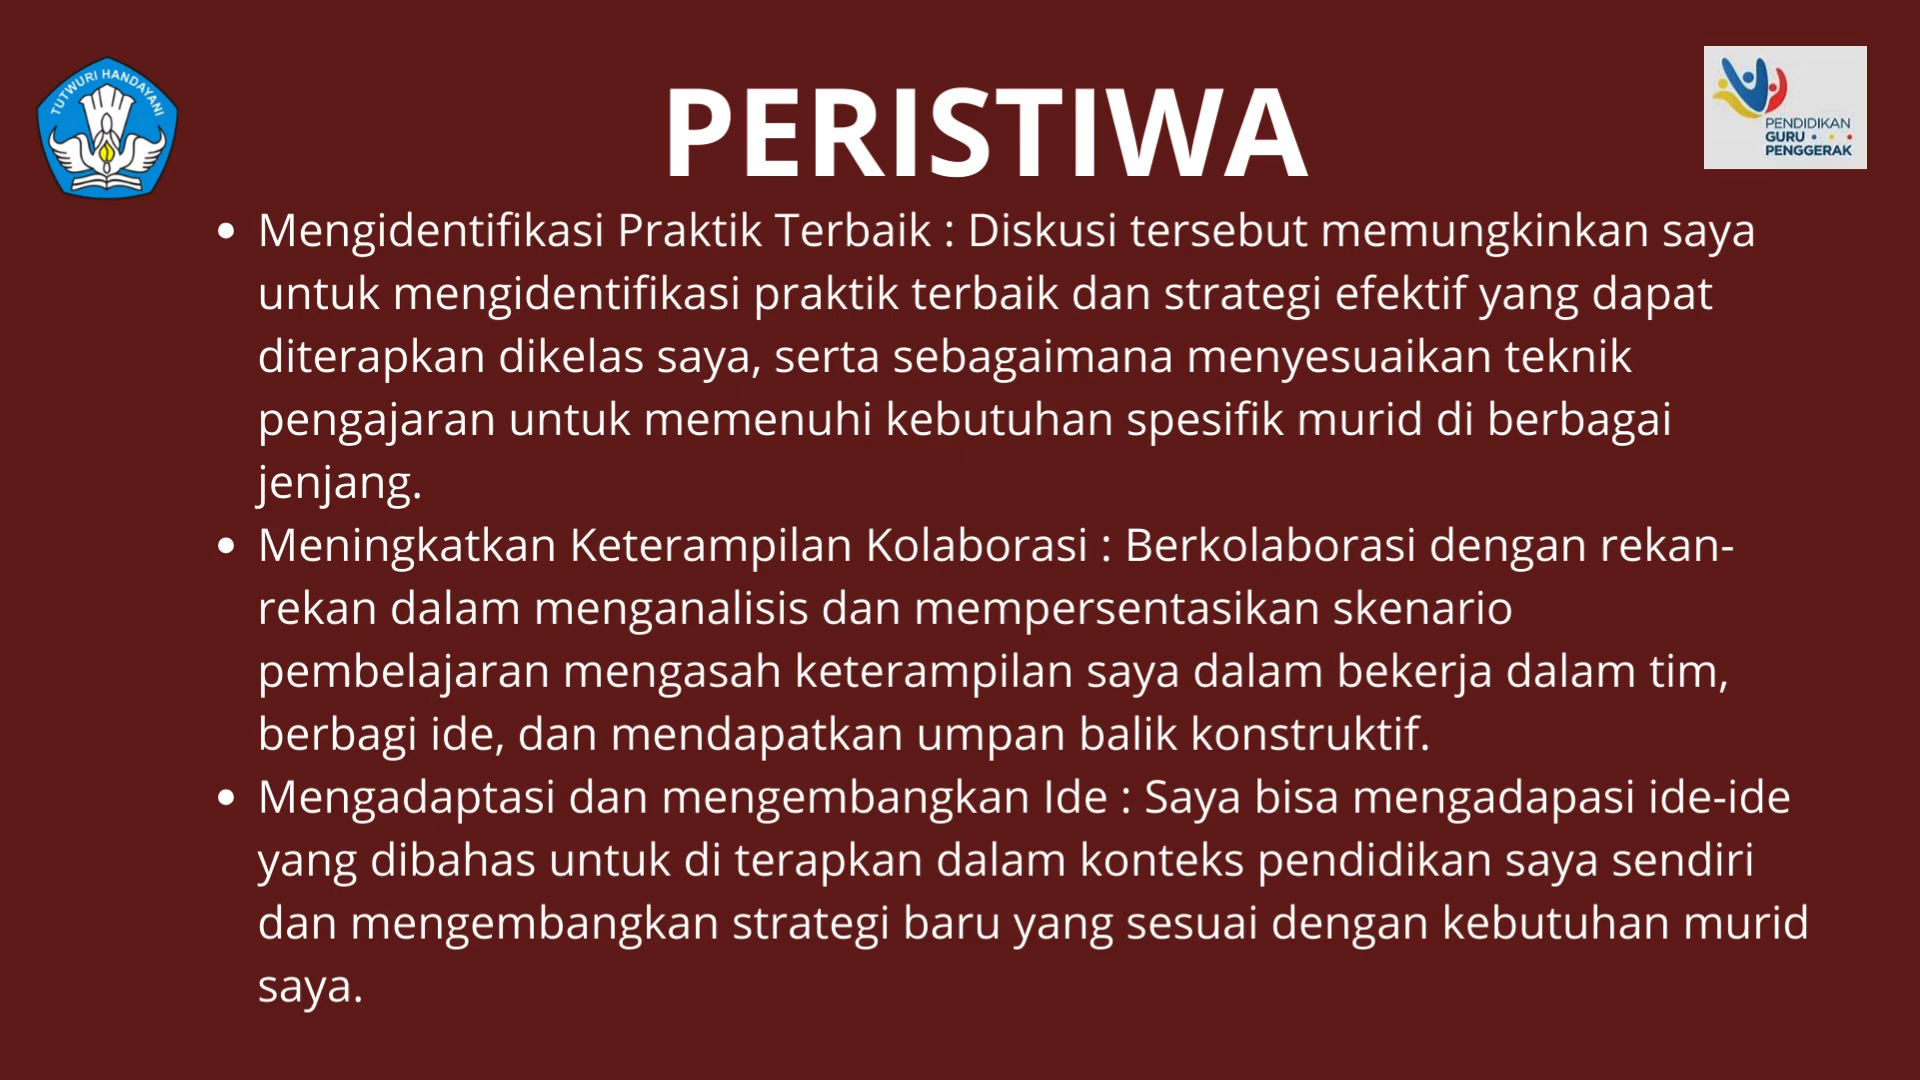 TUTWURI HANDAYANI
PERISTIWA
PENDIDIKAN
GURU
PENGGERAK
• Mengidentifikasi Praktik Terbaik : Diskusi tersebut memungkinkan saya
untuk mengidentifikasi praktik terbaik dan strategi efektif yang dapat
diterapkan dikelas saya, serta sebagaimana menyesuaikan teknik
pengajaran untuk memenuhi kebutuhan spesifik murid di berbagai
jenjang.
• Meningkatkan Keterampilan Kolaborasi : Berkolaborasi dengan rekan-
rekan dalam menganalisis dan mempersentasikan skenario
pembelajaran mengasah keterampilan saya dalam bekerja dalam tim,
berbagi ide, dan mendapatkan umpan balik konstruktif.
• Mengadaptasi dan mengembangkan Ide : Saya bisa mengadapasi ide-ide
yang dibahas untuk di terapkan dalam konteks pendidikan saya sendiri
dan mengembangkan strategi baru yang sesuai dengan kebutuhan murid
saya.